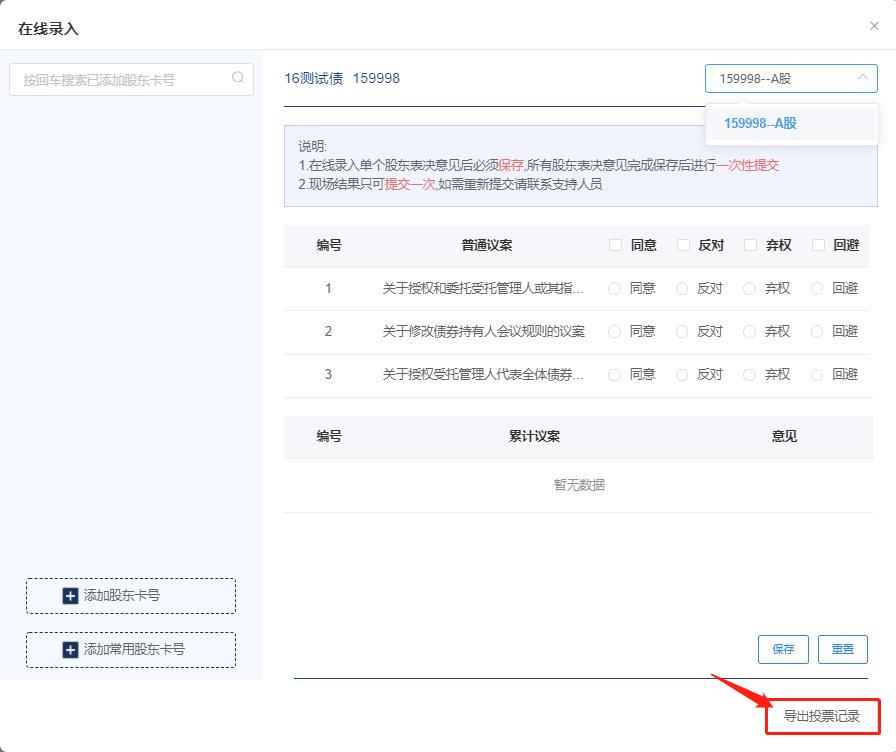 在线录入
按回车搜索已添加股东卡号
16测试债 159998
159998--A股
159998--A股
说明:
1.在线录入单个股东表决意见后必须保存,所有股东表决意见完成保存后进行一次性提交
2.现场结果只可提交一次,如需重新提交请联系支持人员
编号 普通议案 同意 反对 弃权 回避
1 关于授权和委托受托管理人或其指... 同意 反对 弃权 回避
2 关于修改债券持有人会议规则的议案 同意 反对 弃权 回避
3 关于授权受托管理人代表全体债券... 同意 反对 弃权 回避
编号 累计议案 意见
暂无数据
添加股东卡号
添加常用股东卡号
保存 重置
导出投票记录